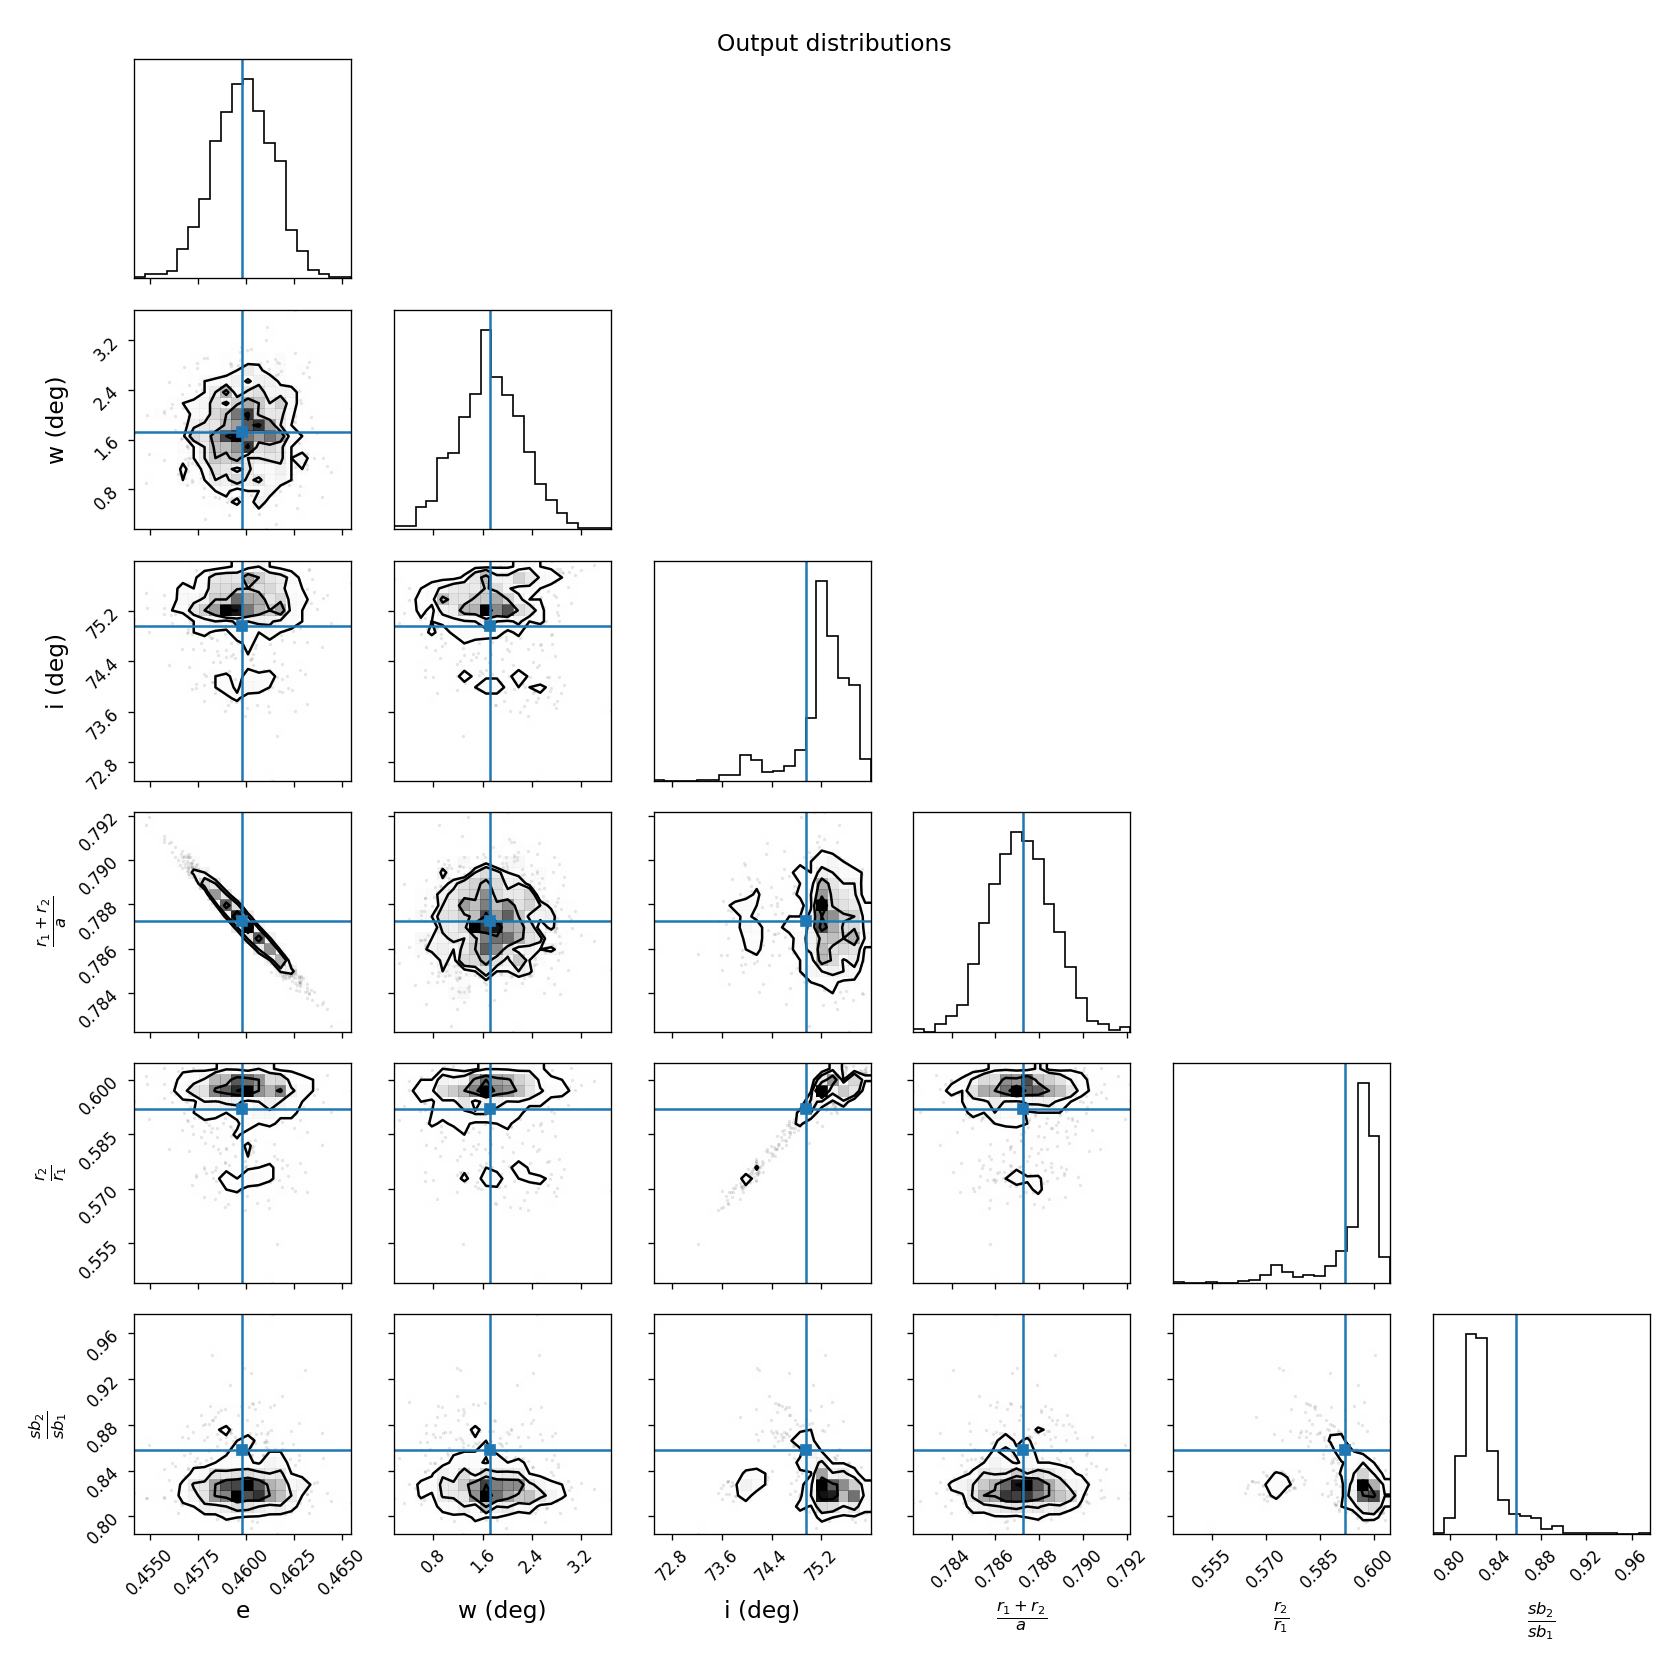 Output distributions
w (deg)
3.2
2.4
1.6
0.8
i (deg)
75.2
74.4
73.6
72.8
r₁ + r₂
a
0.792
0.790
0.788
0.786
0.784
r₂
r₁
0.600
0.585
0.570
0.555
sb₂
sb₁
0.96
0.92
0.88
0.84
0.80
0.4550 0.4575 0.4600 0.4625 0.4650
0.8 1.6 2.4 3.2
72.8 73.6 74.4 75.2
0.784 0.786 0.788 0.790 0.792
0.555 0.570 0.585 0.600
0.80 0.84 0.88 0.92 0.96
e
w (deg)
i (deg)
r₁ + r₂
a
r₂
r₁
sb₂
sb₁